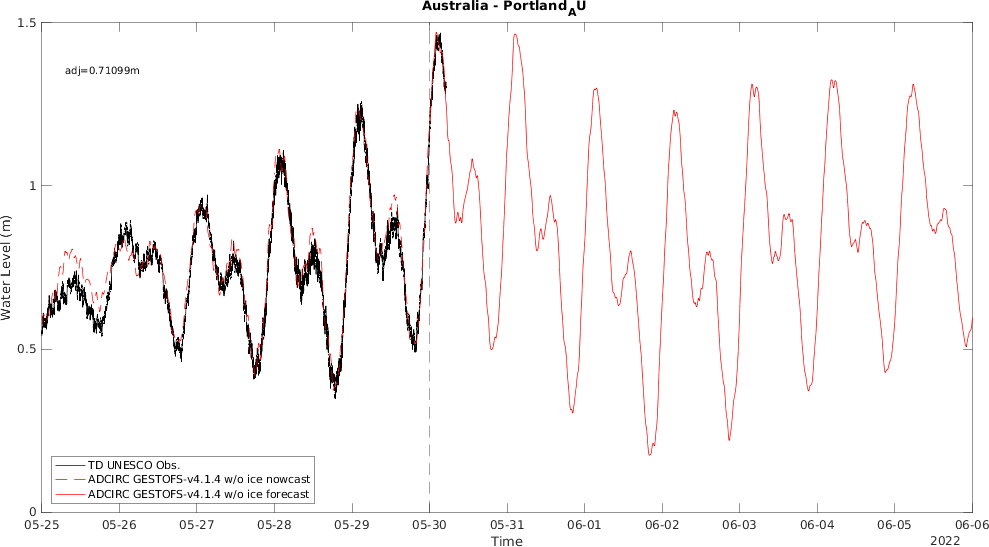 Australia - Portland_AU
1.5
adj=0.71099m
1
Water Level (m)
0.5
TD UNESCO Obs.
ADCIRC GESTOFS-v4.1.4 w/o ice nowcast
ADCIRC GESTOFS-v4.1.4 w/o ice forecast
0
05-25 05-26 05-27 05-28 05-29 05-30 05-31 06-01 06-02 06-03 06-04 06-05 06-06
Time
2022